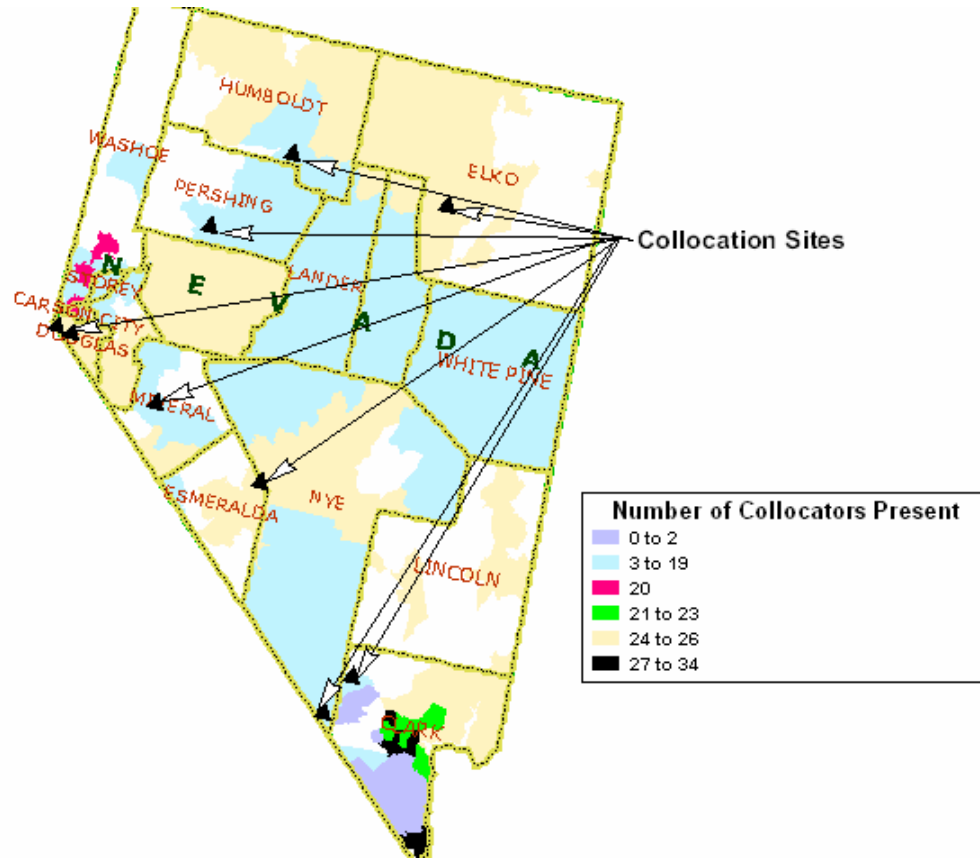 HUMBOLDT
WASHOE
ELKO
PERSHING
Collocation Sites
N E V A D A
STOREY
LANDER
CARSON CITY
DOUGLAS
WHITE PINE
MINERAL
ESMERALDA
NYE
LINCOLN
CLARK
Number of Collocators Present
0 to 2
3 to 19
20
21 to 23
24 to 26
27 to 34